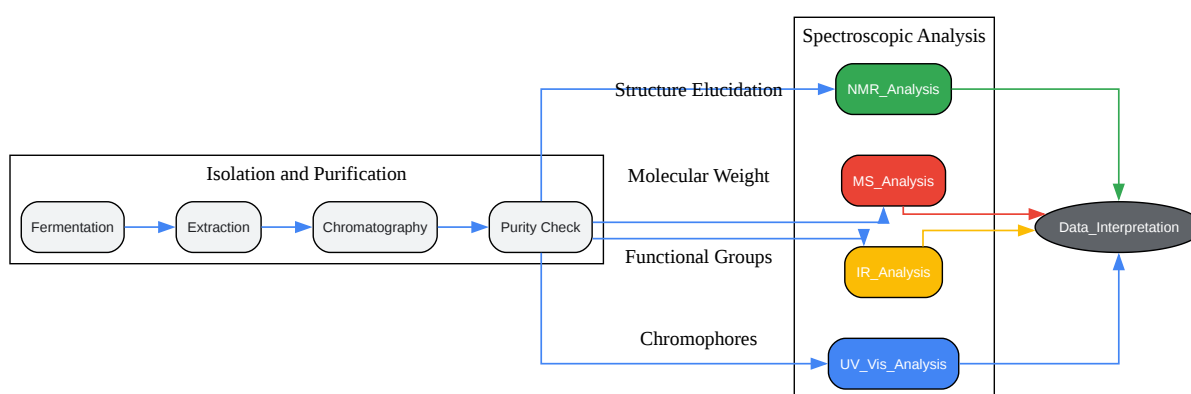 Isolation and Purification
Fermentation
Extraction
Chromatography
Purity Check
Structure Elucidation
Molecular Weight
Functional Groups
Chromophores
Spectroscopic Analysis
NMR_Analysis
MS_Analysis
IR_Analysis
UV_Vis_Analysis
Data_Interpretation